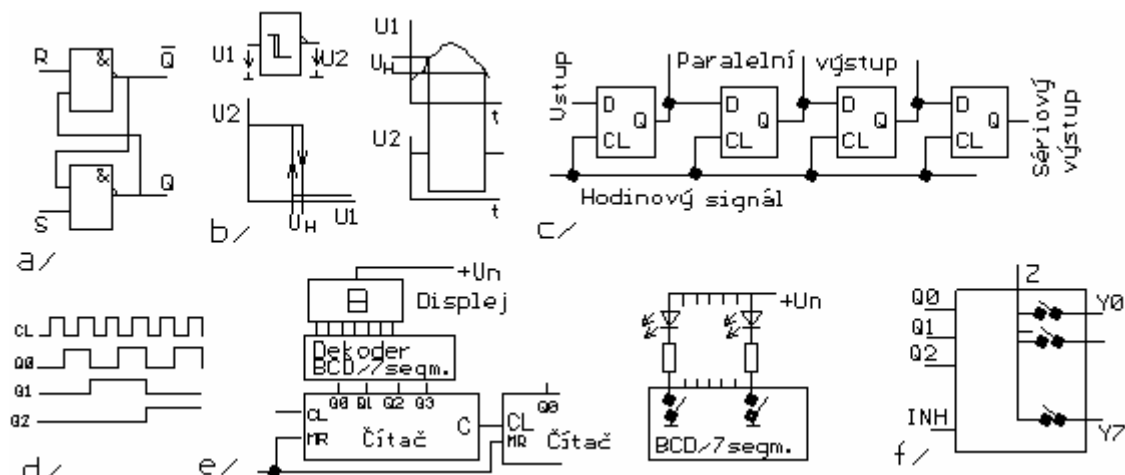 R
&
Q
&
Q
S
a/
U1
U2
U2
U
H
U1
b/
U1
U
H
t
U2
t
Vstup
Paralelní výstup
D
Q
CL
D
Q
CL
D
Q
CL
D
Q
CL
Sériový
výstup
Hodinový signál
c/
CL
Q0
Q1
Q2
d/
+Un
8
Displej
Dekoder
BCD/7segm.
Q0 Q1 Q2 Q3
CL
MR
Čítač
C
Q0
CL
MR
Čítač
e/
+Un
BCD/7segm.
Z
Q0
Q1
Q2
INH
Y0
Y7
f/